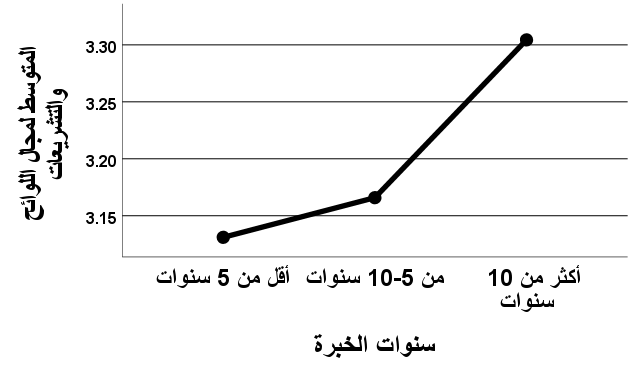 المتوسط لمجال اللوائح
والتشريعات
3.30
3.25
3.20
3.15
أقل من 5 سنوات
من 5-10 سنوات
أكثر من 10
سنوات
سنوات الخبرة